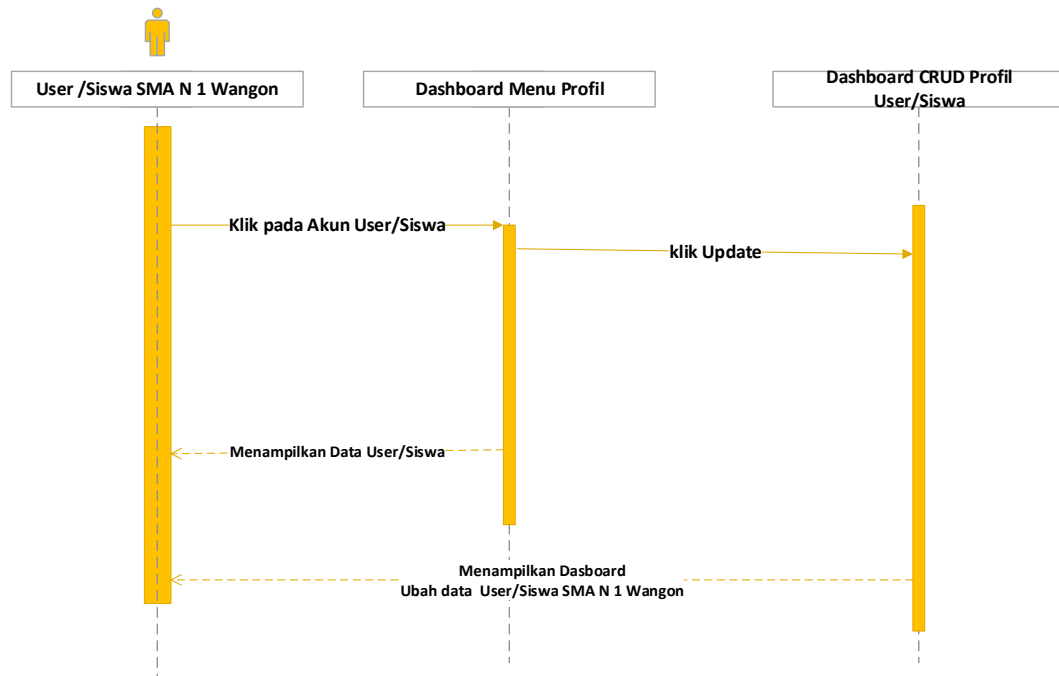 User /Siswa SMA N 1 Wangon
Dashboard Menu Profil
Dashboard CRUD Profil
User/Siswa
Klik pada Akun User/Siswa
klik Update
Menampilkan Data User/Siswa
Menampilkan Dasboard
Ubah data User/Siswa SMA N 1 Wangon